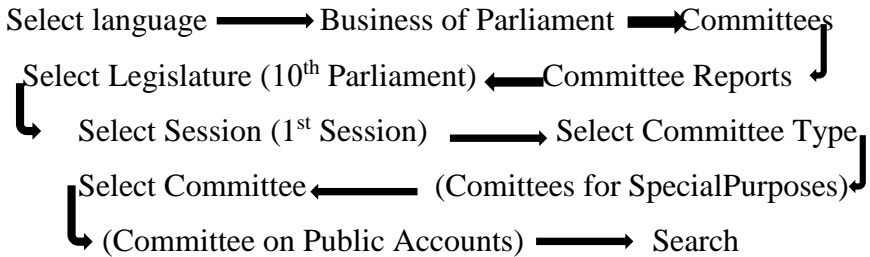 Select language Business of Parliament Committees
Select Legislature (10th Parliament) Committee Reports
Select Session (1st Session) Select Committee Type
Select Committee (Comittees for SpecialPurposes)
(Committee on Public Accounts) Search